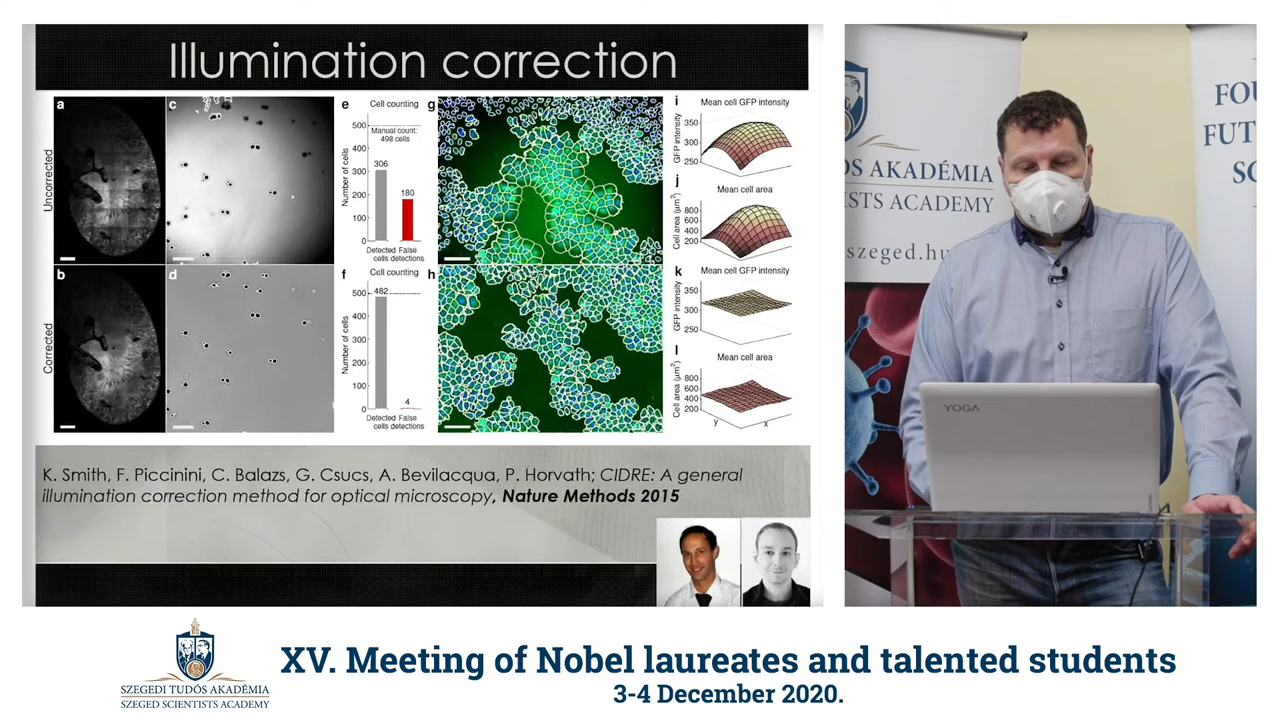 Illumination correction
Uncorrected
Corrected
a
b
c
d
e
Cell counting
Number of cells
500
400
300
200
100
0
Manual count:
498 cells
306
180
Detected False
cells detections
f
Cell counting
Number of cells
500
400
300
200
100
0
482
4
Detected False
cells detections
g
h
i
Mean cell GFP intensity
GFP intensity
350
300
250
j
Mean cell area
Cell area (µm²)
800
600
400
200
k
Mean cell GFP intensity
GFP intensity
350
300
250
l
Mean cell area
Cell area (µm²)
800
600
400
200
y
x
K. Smith, F. Piccinini, C. Balazs, G. Csucs, A. Bevilacqua, P. Horvath; CIDRE: A general
illumination correction method for optical microscopy, Nature Methods 2015
ÓS AKADÉMIA
ISTS ACADEMY
szeged.hu
FOU
FUT
SC
YOGA
SZEGEDI TUDÓS AKADÉMIA
SZEGED SCIENTISTS ACADEMY
XV. Meeting of Nobel laureates and talented students
3-4 December 2020.